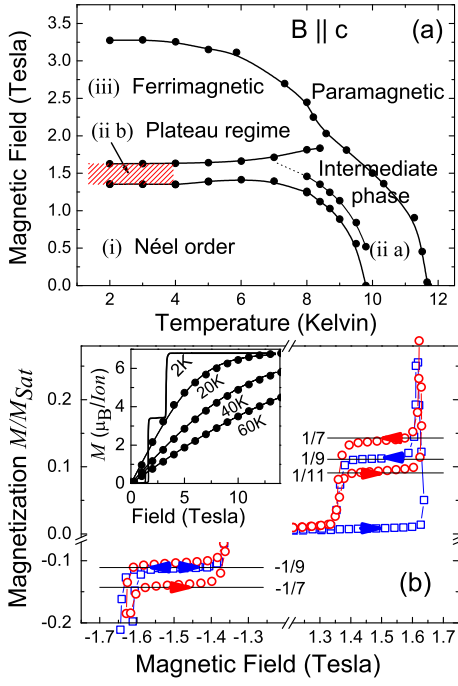 B || c
(a)
3.5
3.0
2.5
2.0
1.5
1.0
0.5
0.0
Magnetic Field (Tesla)
(iii) Ferrimagnetic
Paramagnetic
(ii b)
Plateau regime
Intermediate
phase
(ii a)
(i) Néel order
2 4 6 8 10 12
Temperature (Kelvin)
Magnetization M/M_Sat
0.2
0.1
0.0
-0.1
-0.2
M (μB/Ion)
6
4
2
0
2K
20K
40K
60K
0 5 10
Field (Tesla)
1/7
1/9
1/11
-1/9
-1/7
(b)
-1.7 -1.6 -1.5 -1.4 -1.3 1.3 1.4 1.5 1.6 1.7
Magnetic Field (Tesla)